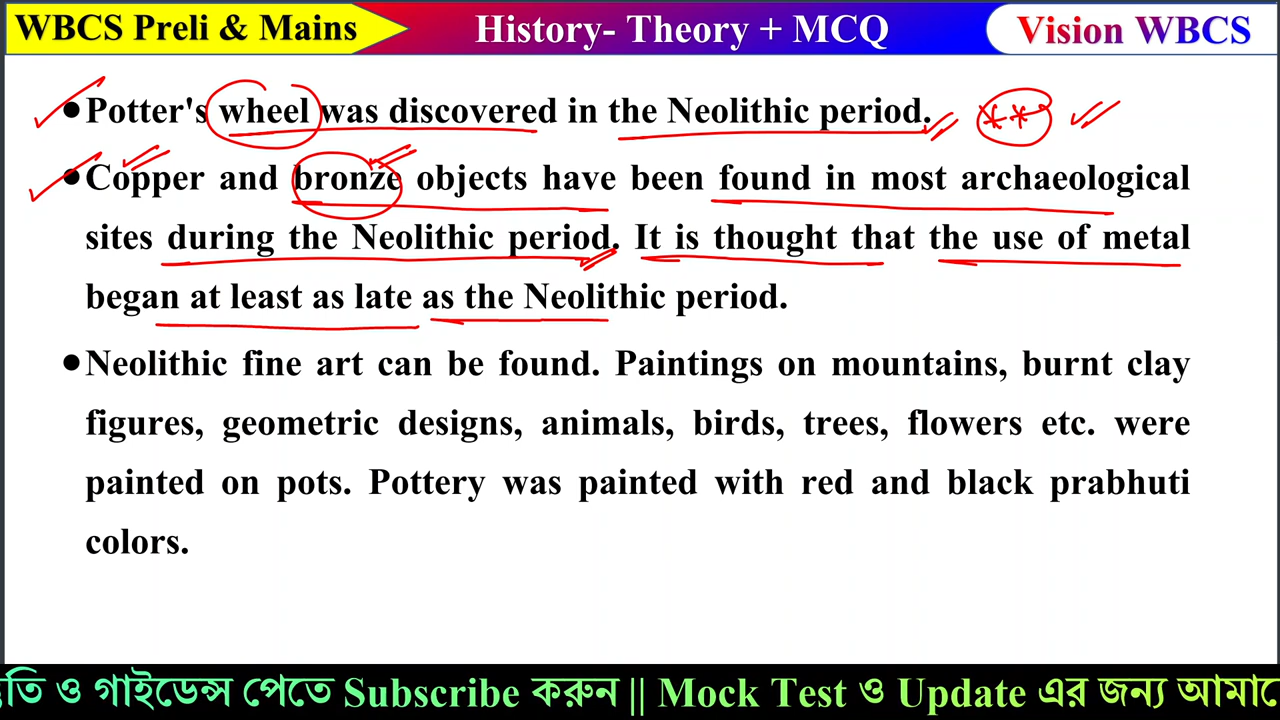 WBCS Preli & Mains History- Theory + MCQ Vision WBCS
•Potter's wheel was discovered in the Neolithic period. **
•Copper and bronze objects have been found in most archaeological
sites during the Neolithic period. It is thought that the use of metal
began at least as late as the Neolithic period.
•Neolithic fine art can be found. Paintings on mountains, burnt clay
figures, geometric designs, animals, birds, trees, flowers etc. were
painted on pots. Pottery was painted with red and black prabhuti
colors.
ও গাইডেন্স পেতে Subscribe করুন || Mock Test ও Update এর জন্য